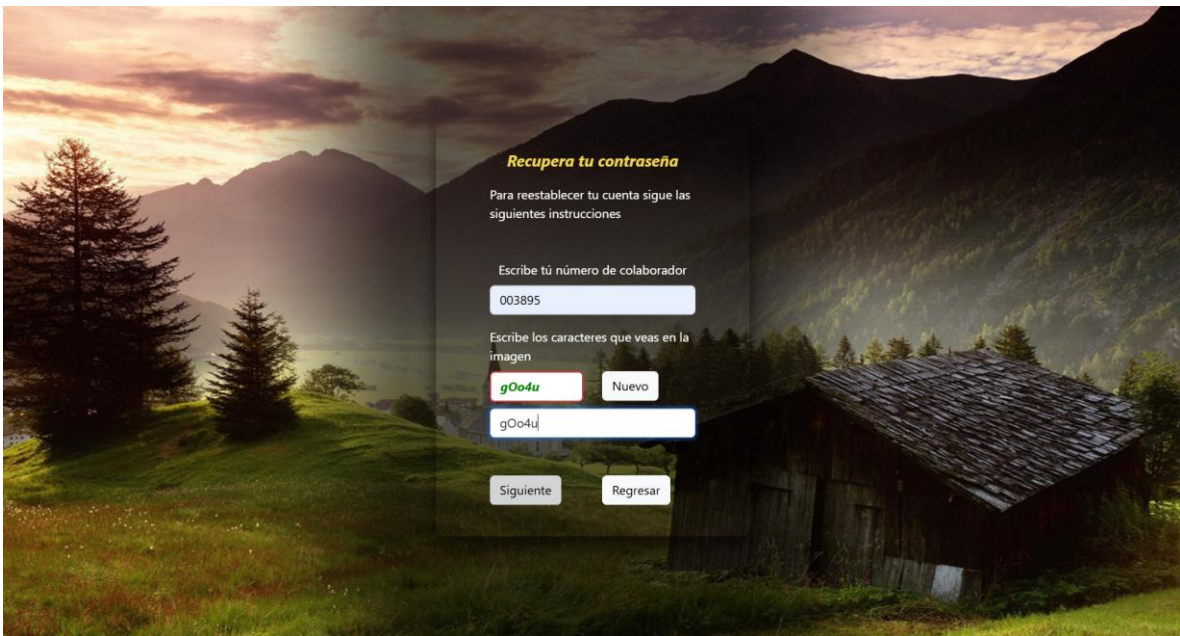 Recupera tu contraseña
Para reestablecer tu cuenta sigue las
siguientes instrucciones
Escribe tú número de colaborador
003895
Escribe los caracteres que veas en la
imagen
gOo4u Nuevo
gOo4u
Siguiente Regresar